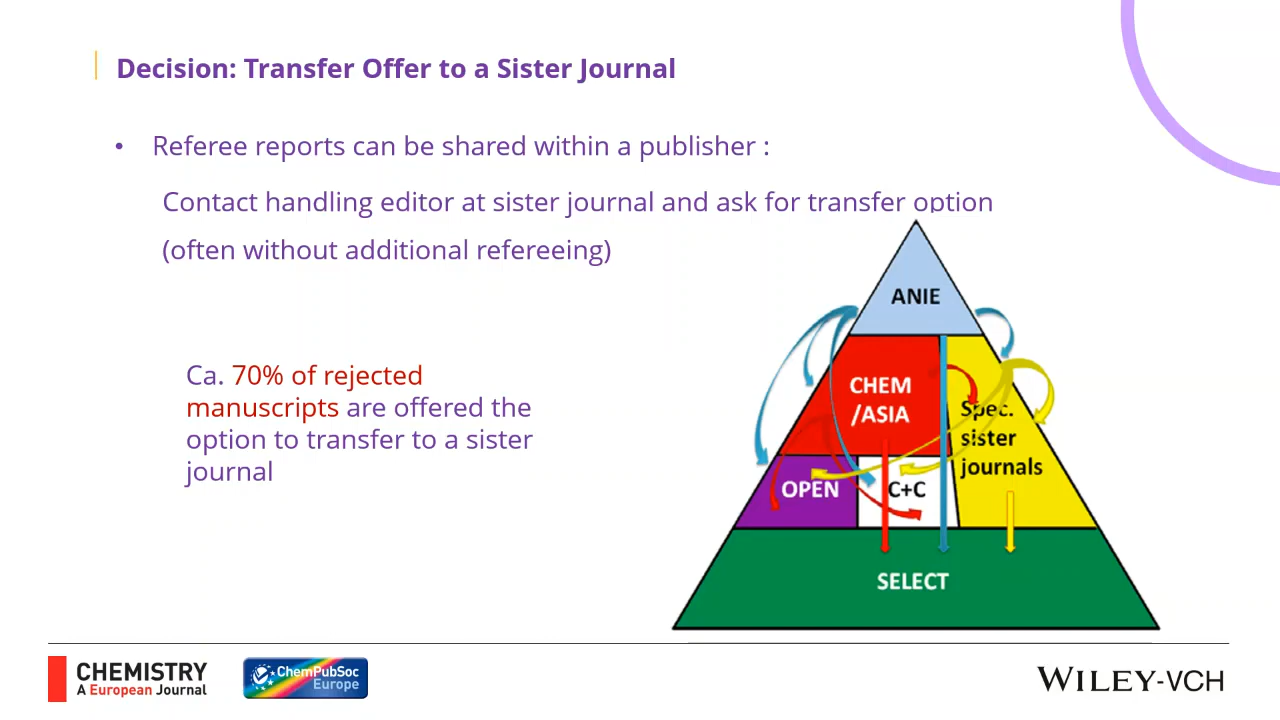 Decision: Transfer Offer to a Sister Journal
• Referee reports can be shared within a publisher :
Contact handling editor at sister journal and ask for transfer option
(often without additional refereeing)
Ca. 70% of rejected
manuscripts are offered the
option to transfer to a sister
journal
ANIE
CHEM
/ASIA
Spec.
sister
journals
OPEN
C+C
SELECT
CHEMISTRY
A European Journal
ChemPubSoc
Europe
WILEY-VCH